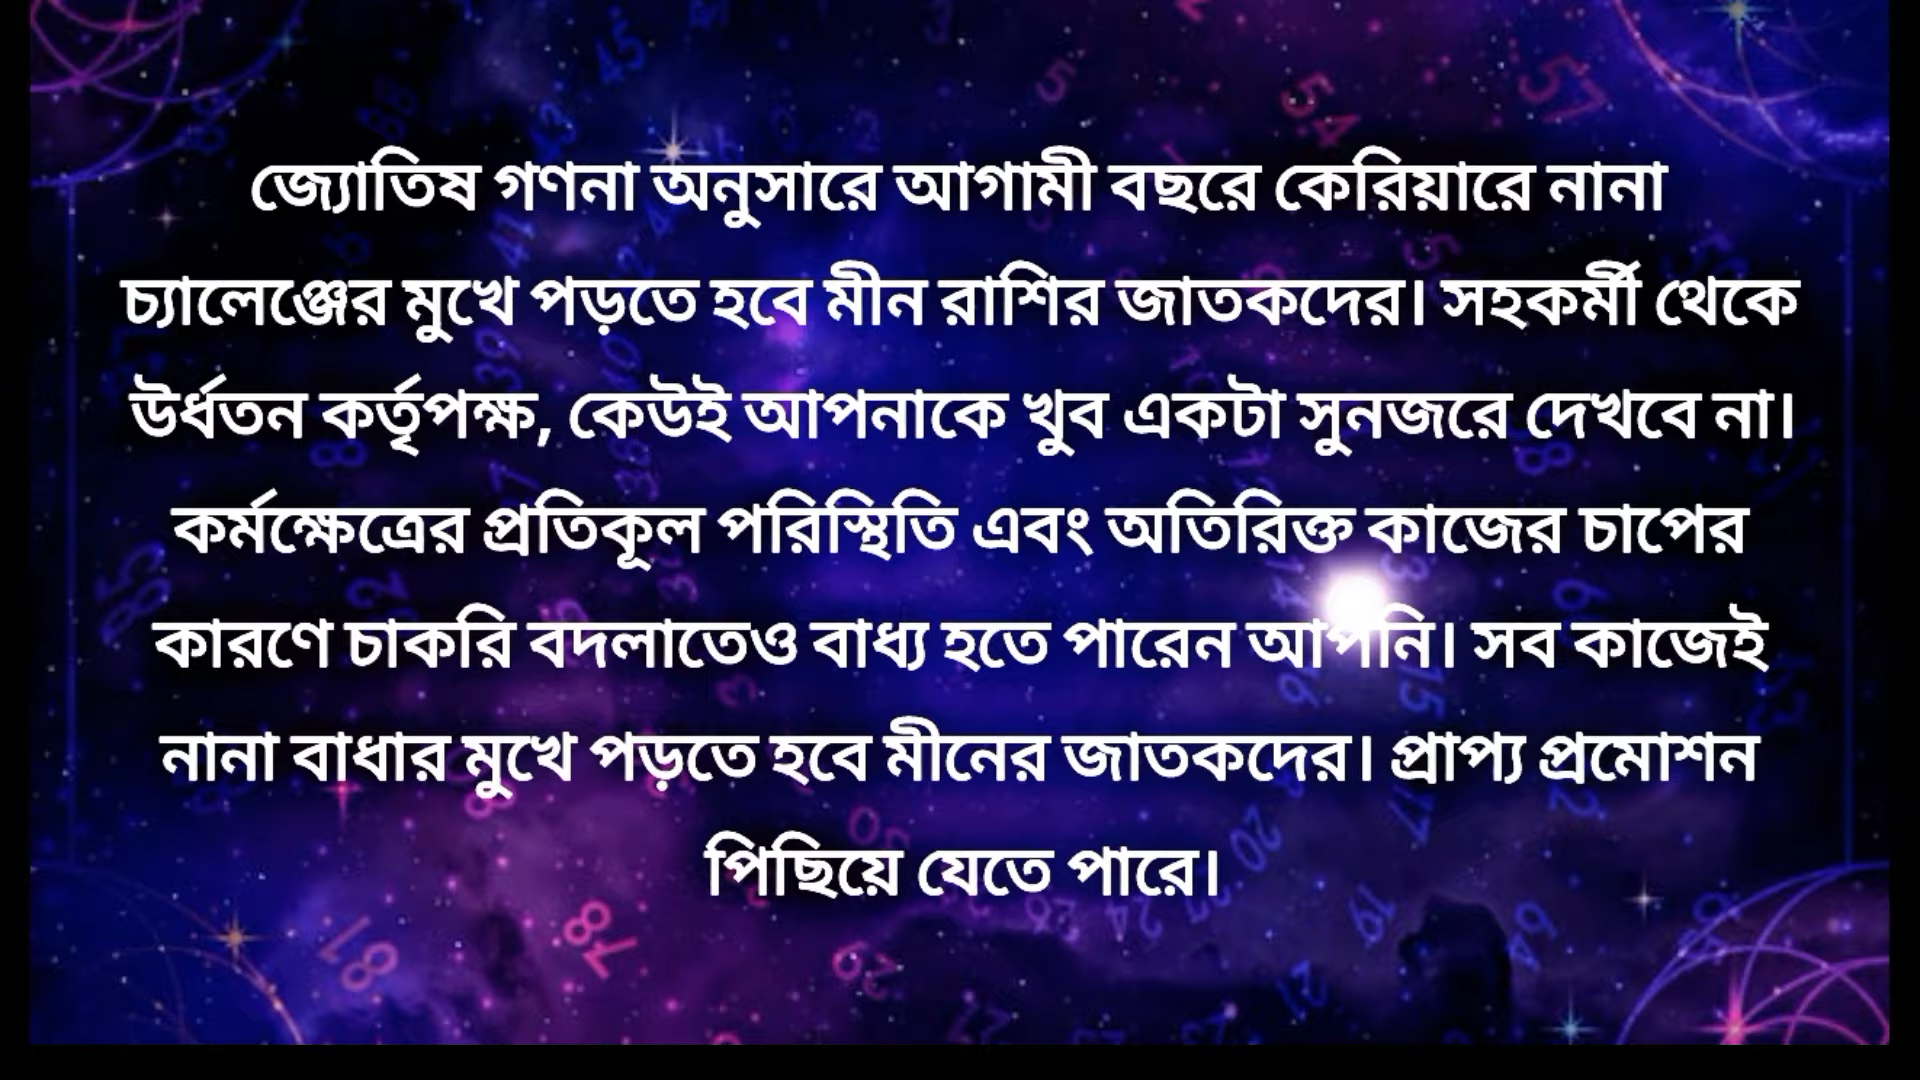 জ্যোতিষ গণনা অনুসারে আগামী বছরে কেরিয়ারে নানা
চ্যালেঞ্জের মুখে পড়তে হবে মীন রাশির জাতকদের। সহকর্মী থেকে
উর্ধতন কর্তৃপক্ষ, কেউই আপনাকে খুব একটা সুনজরে দেখবে না।
কর্মক্ষেত্রের প্রতিকূল পরিস্থিতি এবং অতিরিক্ত কাজের চাপের
কারণে চাকরি বদলাতেও বাধ্য হতে পারেন আপনি। সব কাজেই
নানা বাধার মুখে পড়তে হবে মীনের জাতকদের। প্রাপ্য প্রমোশন
পিছিয়ে যেতে পারে।